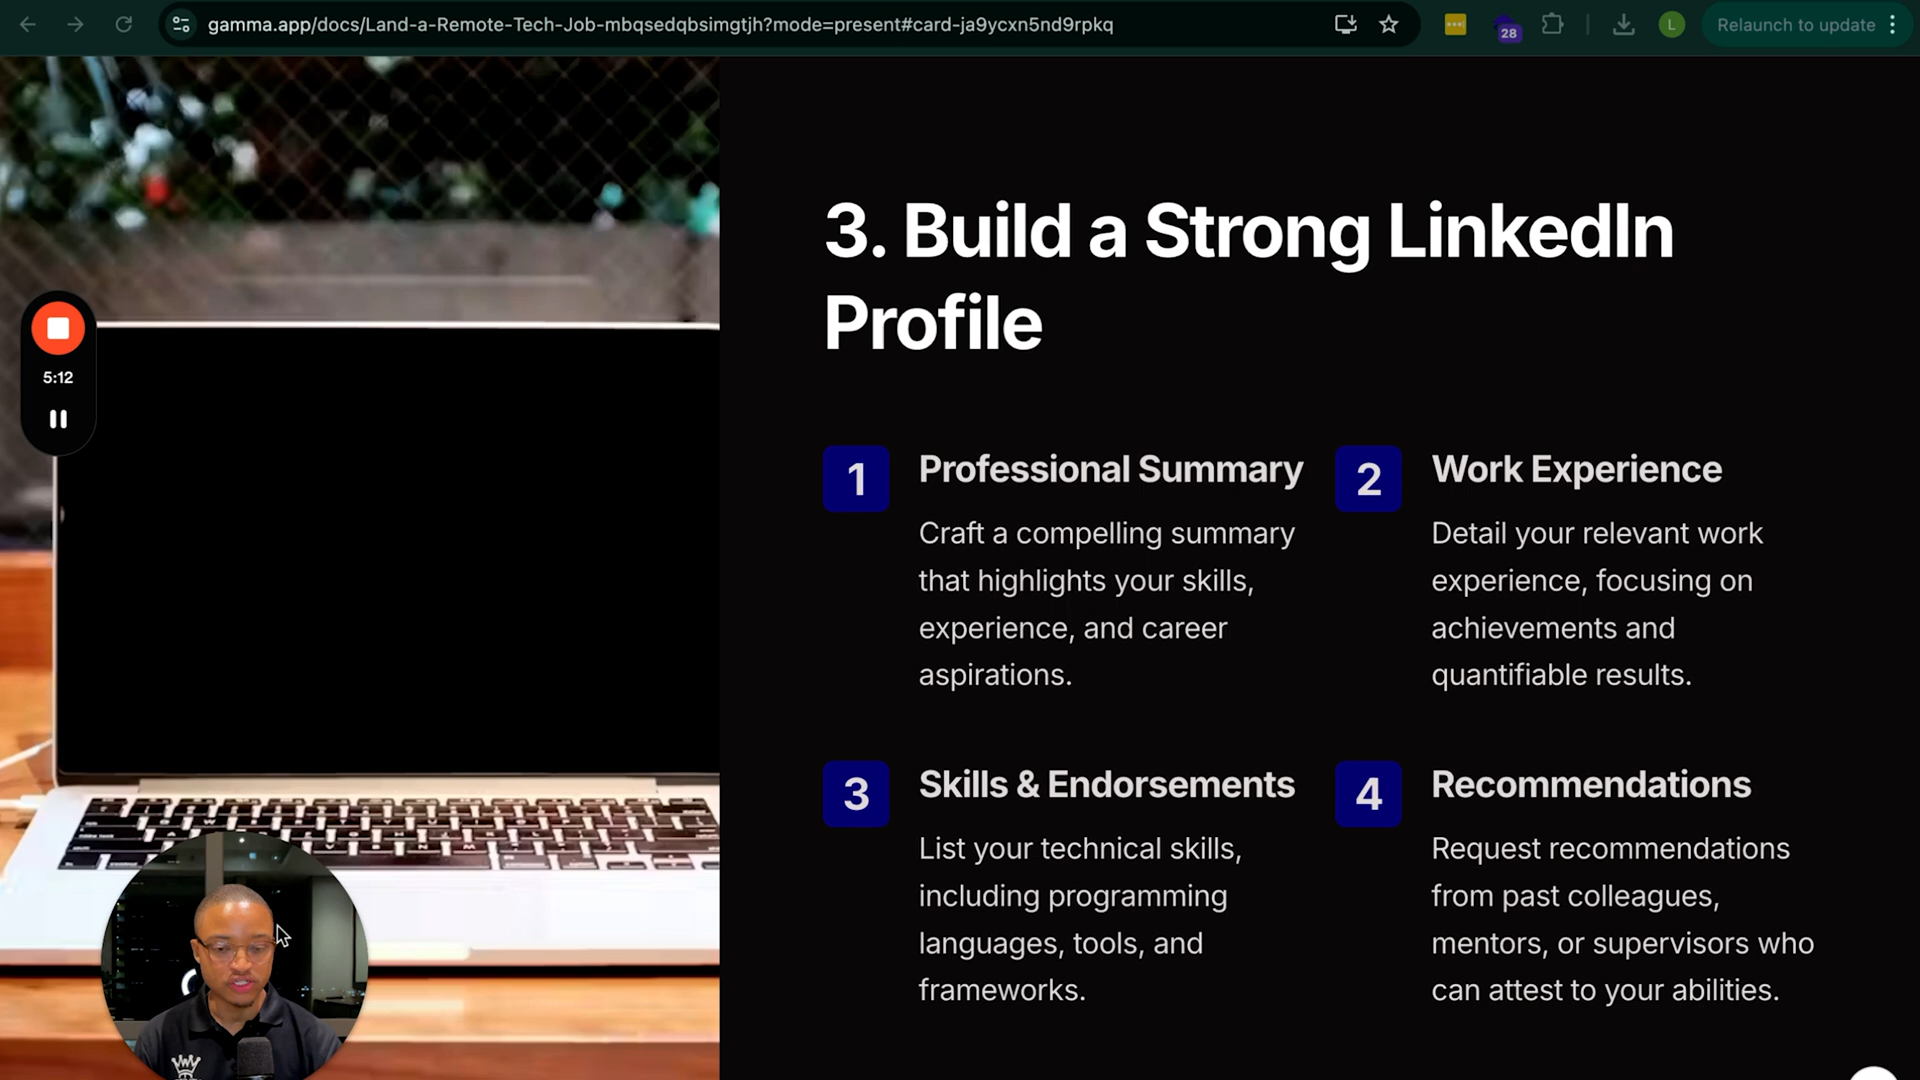 gamma.app/docs/Land-a-Remote-Tech-Job-mbqsedqbsimgtjh?mode=present#card-ja9ycxn5nd9rpkq
28
L
Relaunch to update
5:12
3. Build a Strong LinkedIn
Profile
1
Professional Summary
Craft a compelling summary
that highlights your skills,
experience, and career
aspirations.
2
Work Experience
Detail your relevant work
experience, focusing on
achievements and
quantifiable results.
3
Skills & Endorsements
List your technical skills,
including programming
languages, tools, and
frameworks.
4
Recommendations
Request recommendations
from past colleagues,
mentors, or supervisors who
can attest to your abilities.